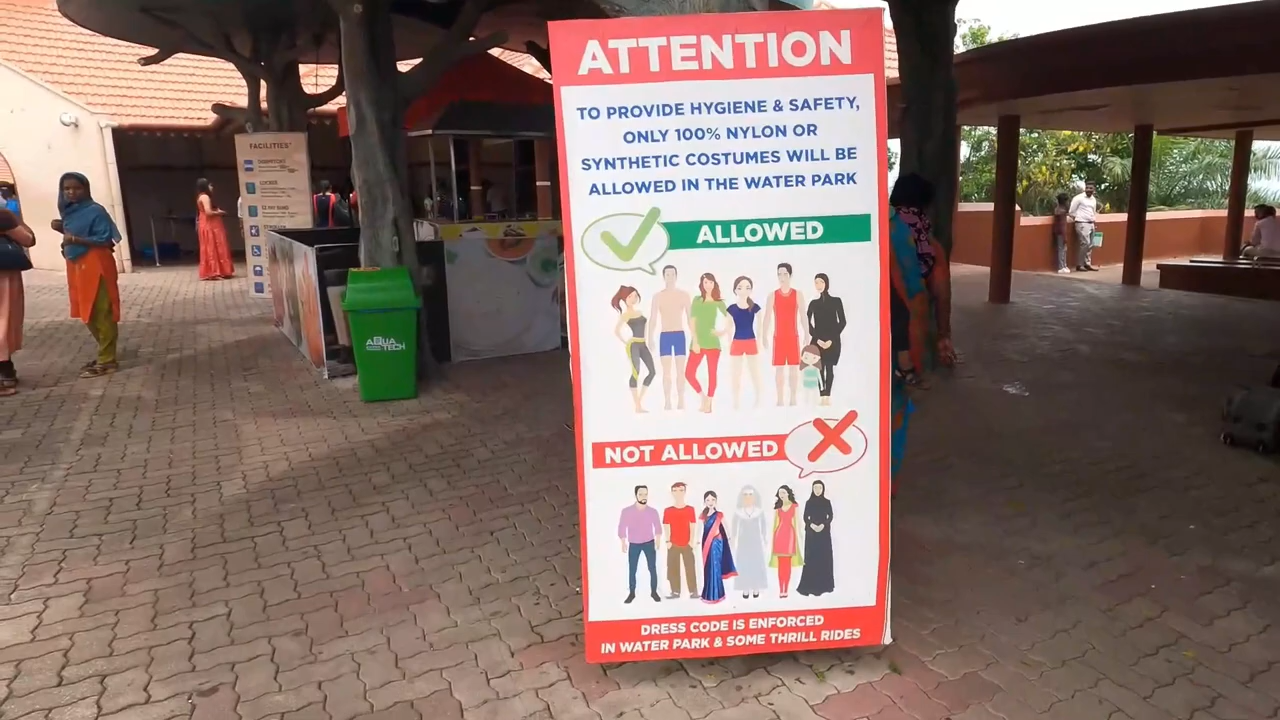 ATTENTION
TO PROVIDE HYGIENE & SAFETY,
ONLY 100% NYLON OR
SYNTHETIC COSTUMES WILL BE
ALLOWED IN THE WATER PARK
ALLOWED
NOT ALLOWED
DRESS CODE IS ENFORCED
IN WATER PARK & SOME THRILL RIDES
FACILITIES*
LOCKER
AQUA
TECH